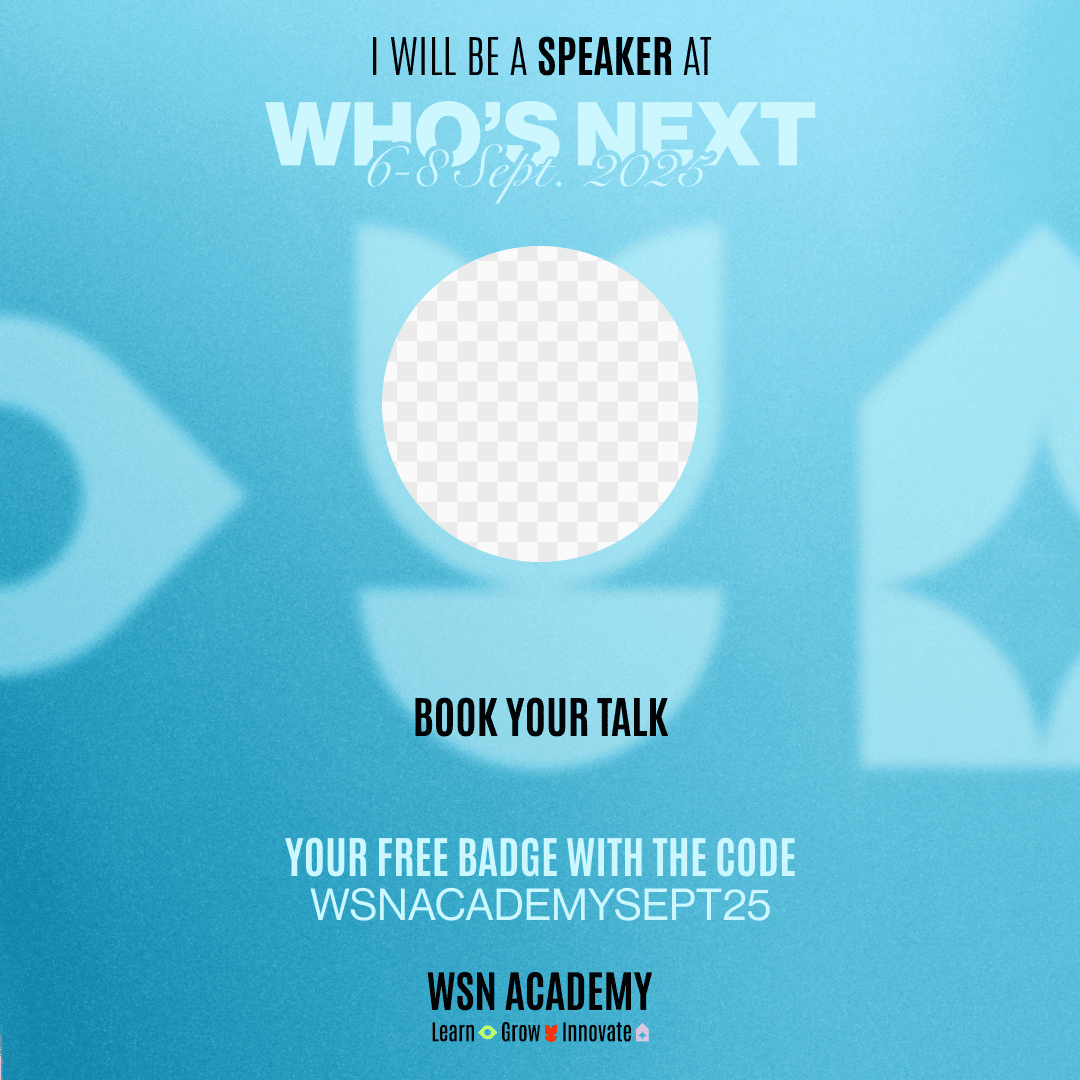 I WILL BE A SPEAKER AT
WHO'S NEXT
6-8 Sept. 2025
BOOK YOUR TALK
YOUR FREE BADGE WITH THE CODE
WSNACADEMYSEPT25
WSN ACADEMY
Learn Grow Innovate